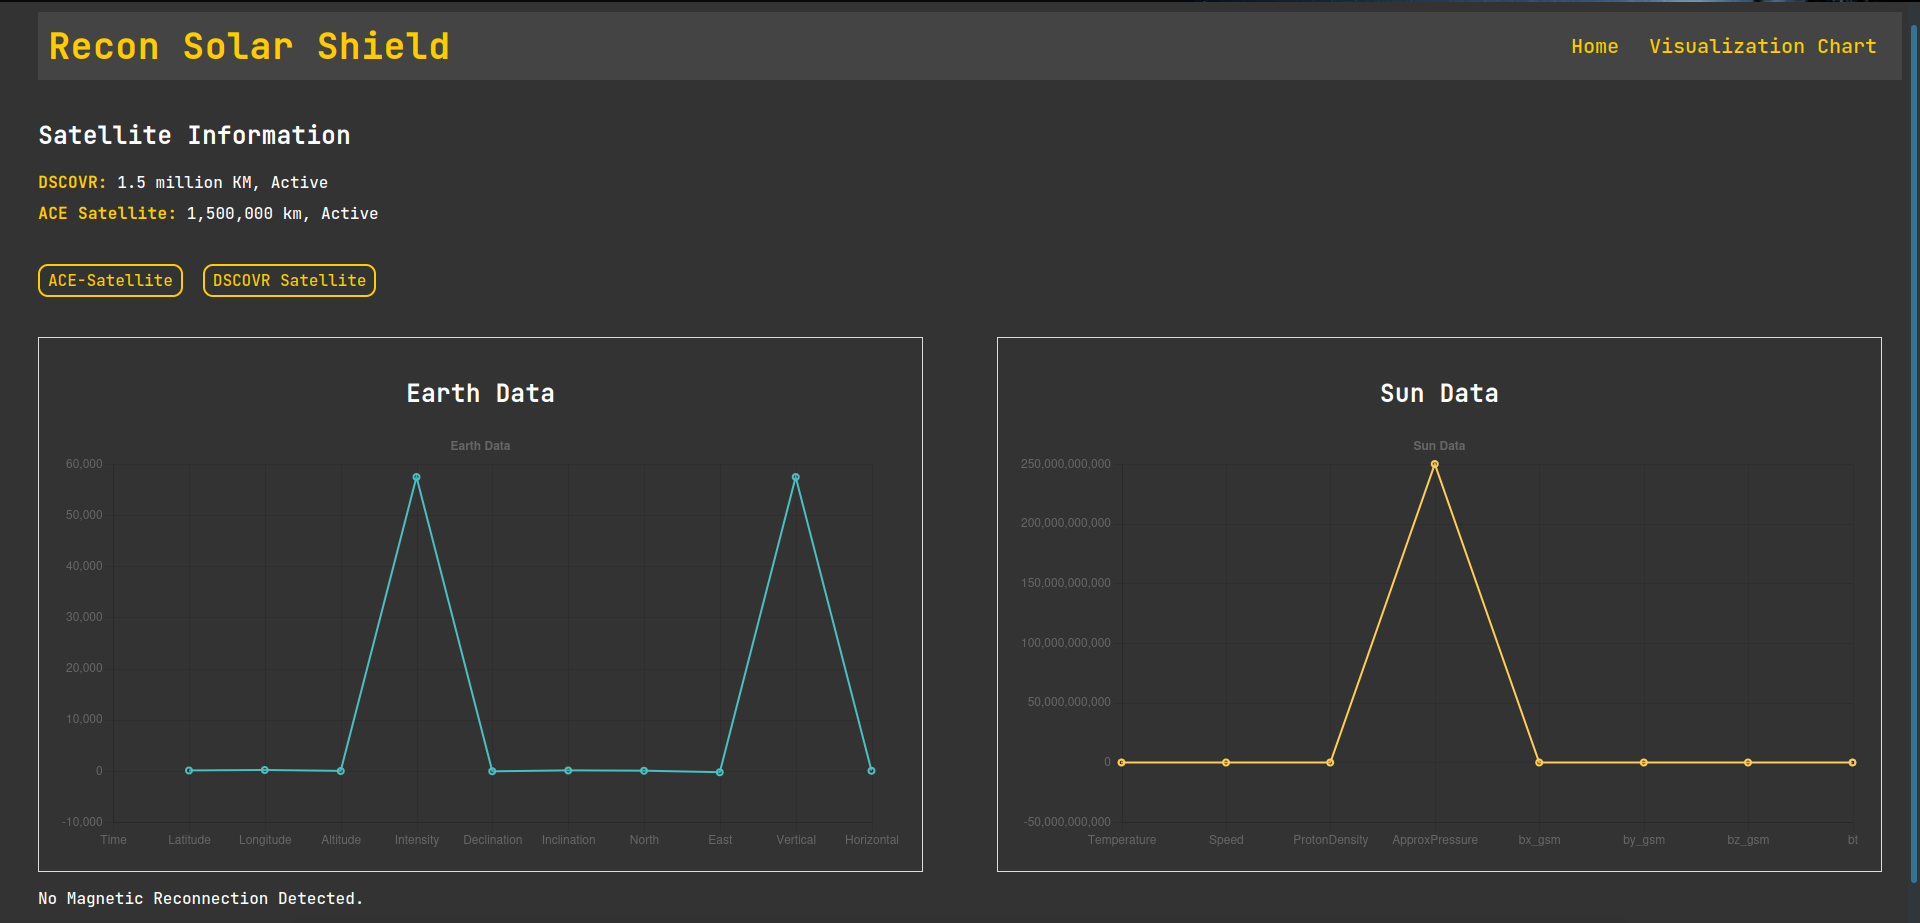 Recon Solar Shield
Home Visualization Chart
Satellite Information
DSCOVR: 1.5 million KM, Active
ACE Satellite: 1,500,000 km, Active
ACE-Satellite DSCOVR Satellite
Earth Data
Earth Data
60,000
50,000
40,000
30,000
20,000
10,000
0
-10,000
Time Latitude Longitude Altitude Intensity Declination Inclination North East Vertical Horizontal
Sun Data
Sun Data
250,000,000,000
200,000,000,000
150,000,000,000
100,000,000,000
50,000,000,000
0
-50,000,000,000
Temperature Speed ProtonDensity ApproxPressure bx_gsm by_gsm bz_gsm bt
No Magnetic Reconnection Detected.